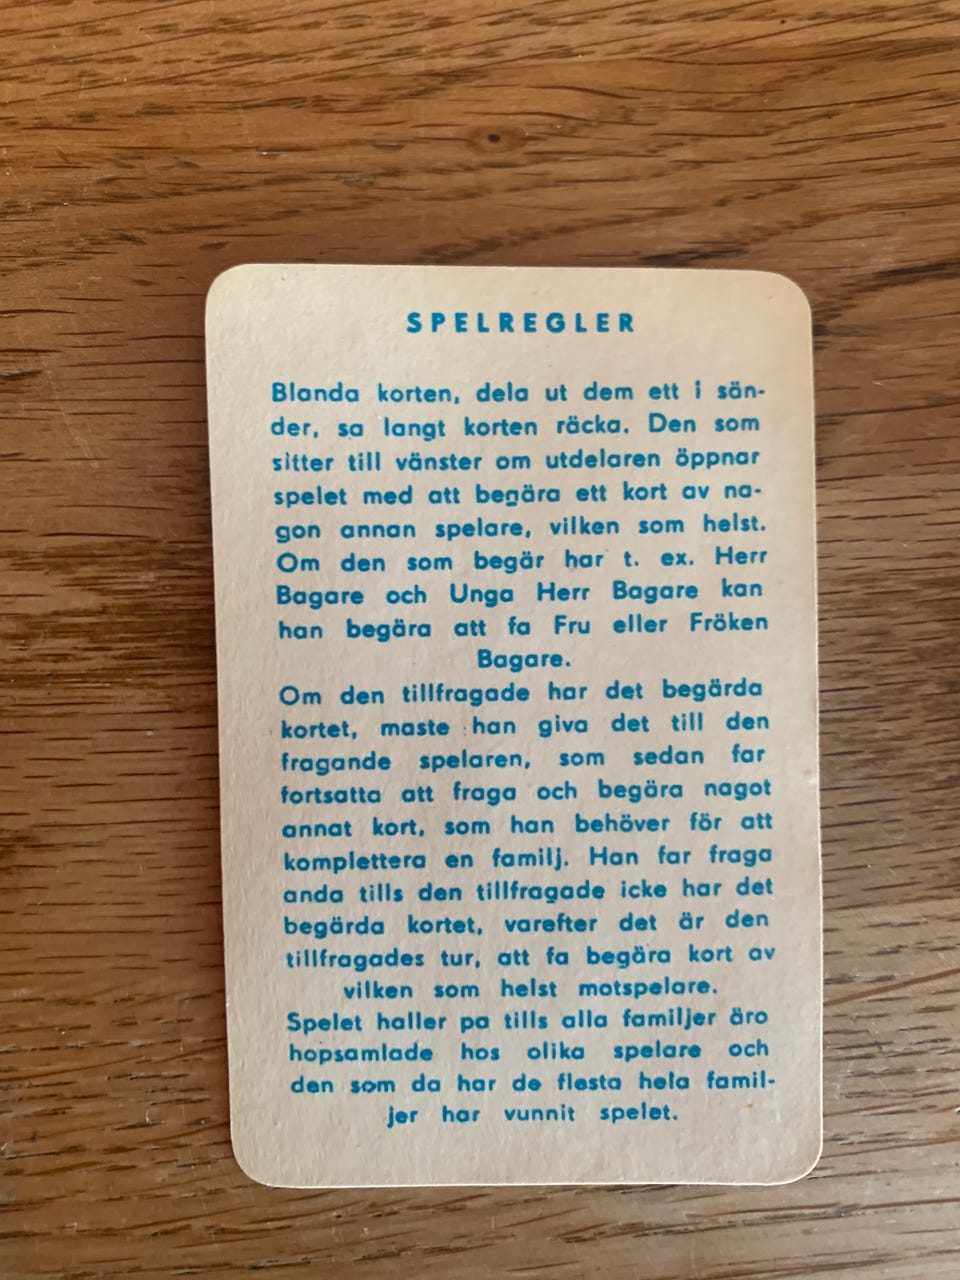 SPELREGLER
Blanda korten, dela ut dem ett i sän-
der, sa langt korten räcka. Den som
sitter till vänster om utdelaren öppnar
spelet med att begära ett kort av na-
gon annan spelare, vilken som helst.
Om den som begär har t. ex. Herr
Bagare och Unga Herr Bagare kan
han begära att fa Fru eller Fröken
Bagare.
Om den tillfragade har det begärda
kortet, maste han giva det till den
fragande spelaren, som sedan far
fortsatta att fraga och begära nagot
annat kort, som han behöver för att
komplettera en familj. Han far fraga
anda tills den tillfragade icke har det
begärda kortet, varefter det är den
tillfragades tur, att fa begära kort av
vilken som helst motspelare.
Spelet haller pa tills alla familjer äro
hopsamlade hos olika spelare och
den som da har de flesta hela famil-
jer har vunnit spelet.